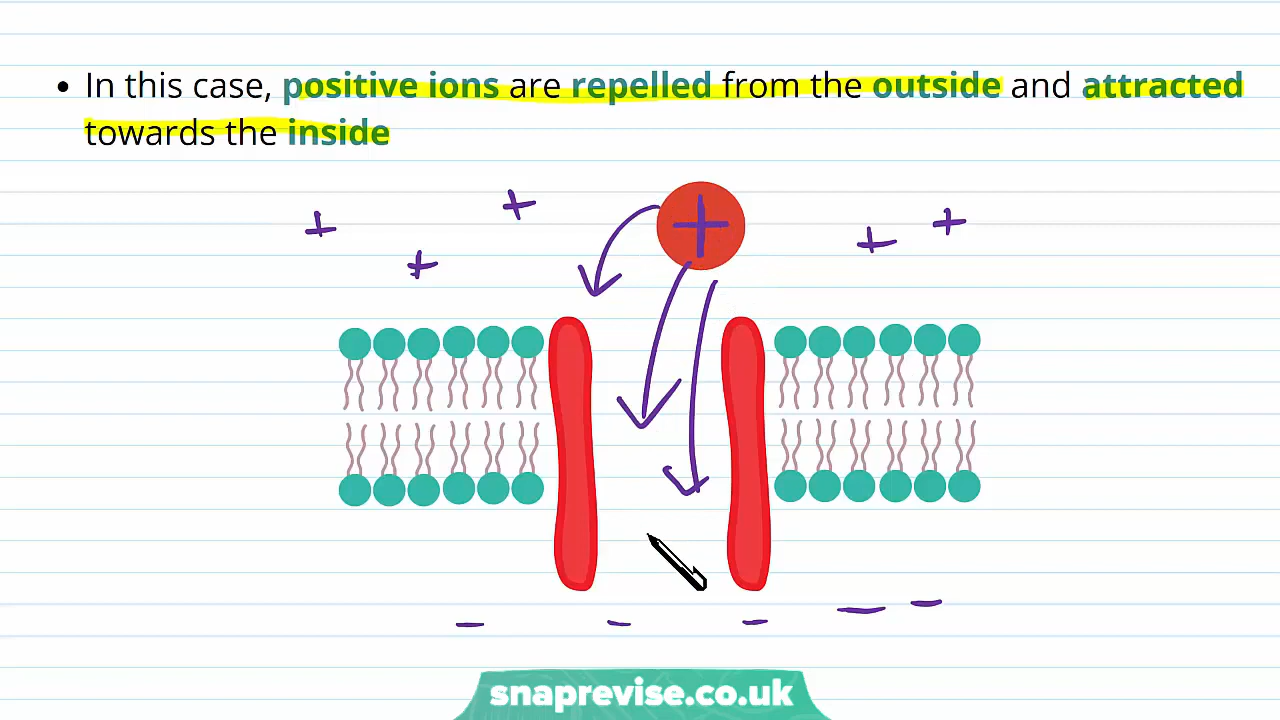 • In this case, positive ions are repelled from the outside and attracted
towards the inside
+ + + + + +
- - - - -
snaprevise.co.uk